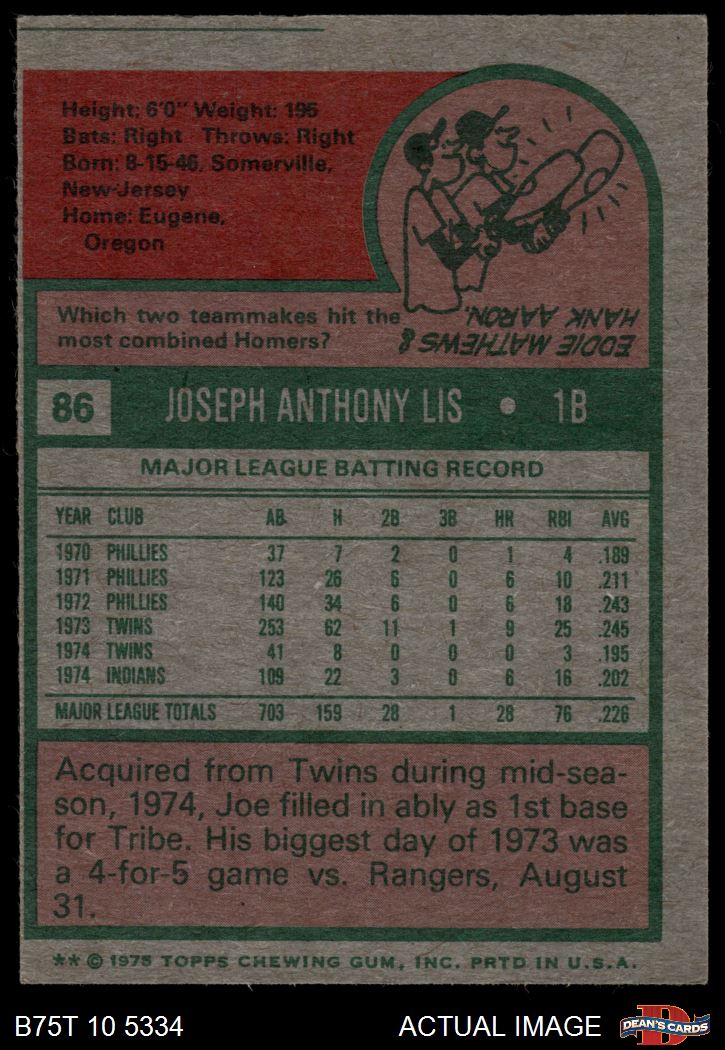 Height: 6'0" Weight: 195
Bats: Right Throws: Right
Born: 8-15-46, Somerville,
New Jersey
Home: Eugene,
Oregon
Which two teammakes hit the
most combined Homers?
EDDIE MATHEWS &
HANK AARON.
86 JOSEPH ANTHONY LIS • 1B
MAJOR LEAGUE BATTING RECORD
YEAR CLUB AB H 2B 3B HR RBI AVG
1970 PHILLIES 37 7 2 0 1 4 .189
1971 PHILLIES 123 26 6 0 6 10 .211
1972 PHILLIES 140 34 6 0 6 18 .243
1973 TWINS 253 62 11 1 9 25 .245
1974 TWINS 41 8 0 0 0 3 .195
1974 INDIANS 109 22 3 0 6 16 .202
MAJOR LEAGUE TOTALS 703 159 28 1 28 76 .226
Acquired from Twins during mid-sea-
son, 1974, Joe filled in ably as 1st base
for Tribe. His biggest day of 1973 was
a 4-for-5 game vs. Rangers, August
31.
** © 1975 TOPPS CHEWING GUM, INC. PRTD IN U.S.A.
B75T 10 5334 ACTUAL IMAGE DEAN'S CARDS